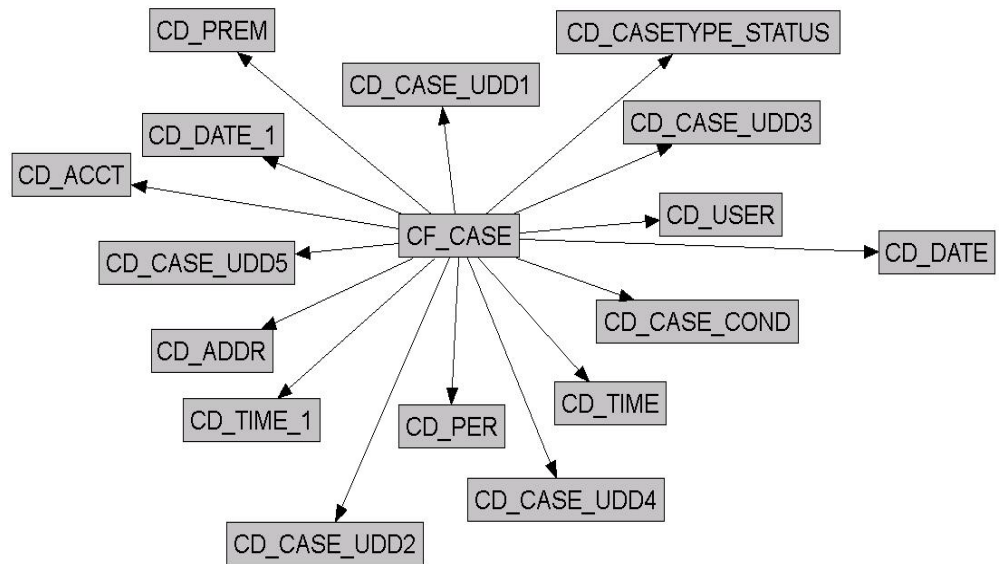 CD_PREM
CD_CASETYPE_STATUS
CD_CASE_UDD1
CD_CASE_UDD3
CD_DATE_1
CD_ACCT
CD_USER
CF_CASE
CD_DATE
CD_CASE_UDD5
CD_CASE_COND
CD_ADDR
CD_TIME
CD_TIME_1
CD_PER
CD_CASE_UDD4
CD_CASE_UDD2